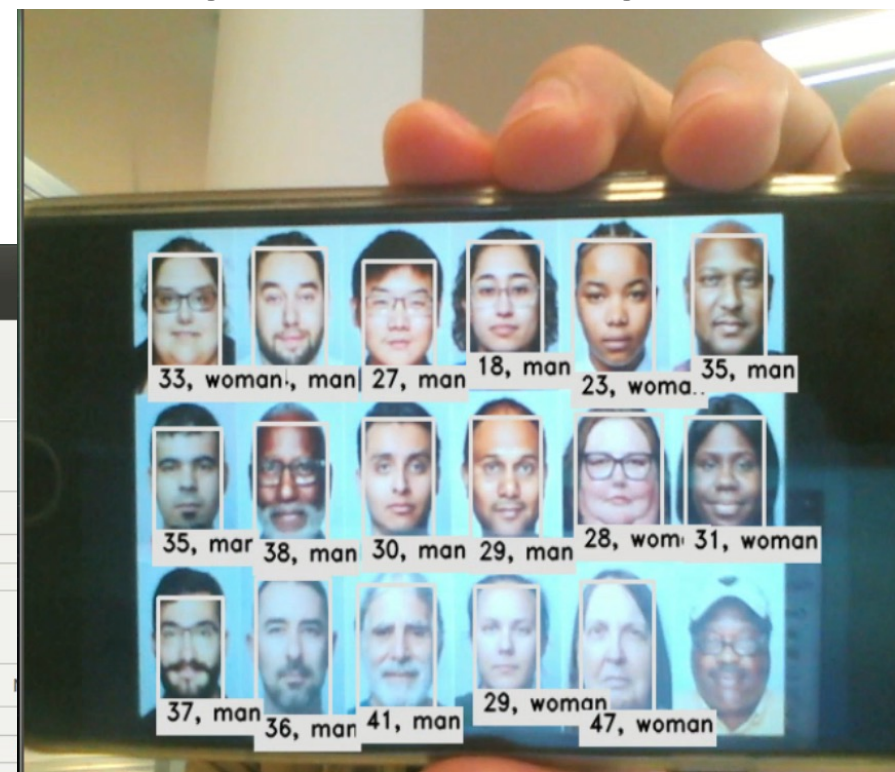 33, woman
, man
27, man
18, man
23, woma
35, man
35, mar
38, man
30, man
29, man
28, wom
31, woman
37, man
36, man
41, man
29, woman
47, woman